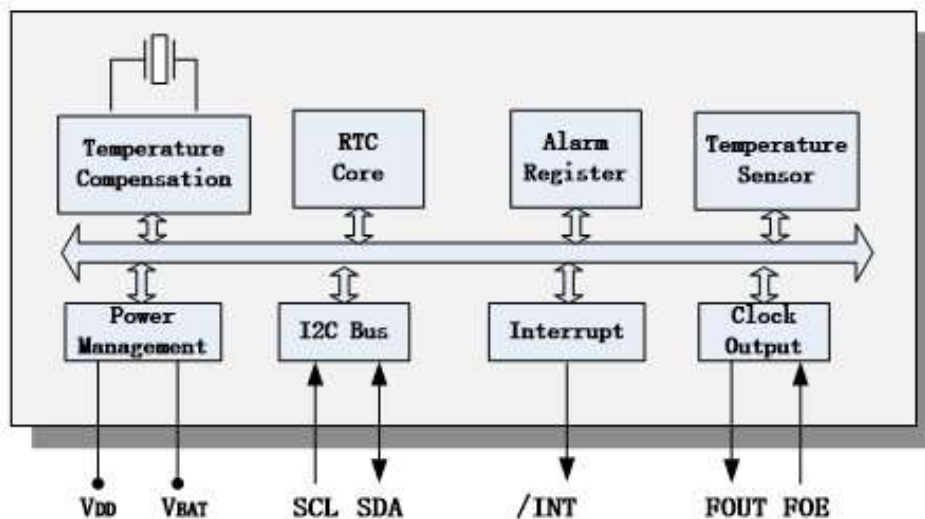 Temperature
Compensation
RTC
Core
Alarm
Register
Temperature
Sensor
Power
Management
I2C Bus
Interrupt
Clock
Output
VDD VBAT SCL SDA /INT FOUT FOE